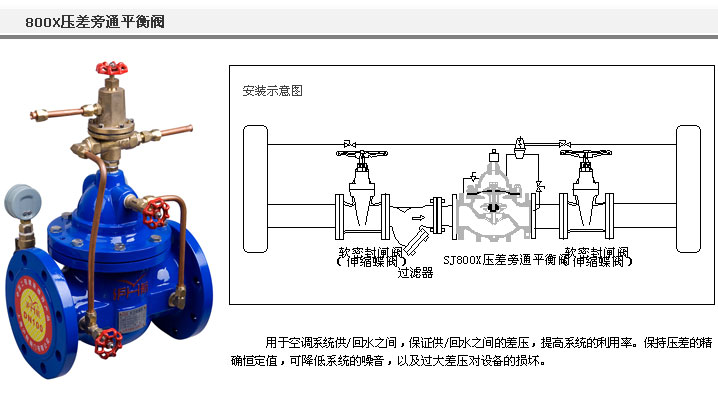 800X压差旁通平衡阀
安装示意图
软密封闸阀
(伸缩蝶阀)
过滤器
SJ800X压差旁通平衡阀
软密封闸阀
(伸缩蝶阀)
DN100
用于空调系统供/回水之间，保证供/回水之间的差压，提高系统的利用率。保持压差的精
确恒定值，可降低系统的噪音，以及过大差压对设备的损坏。